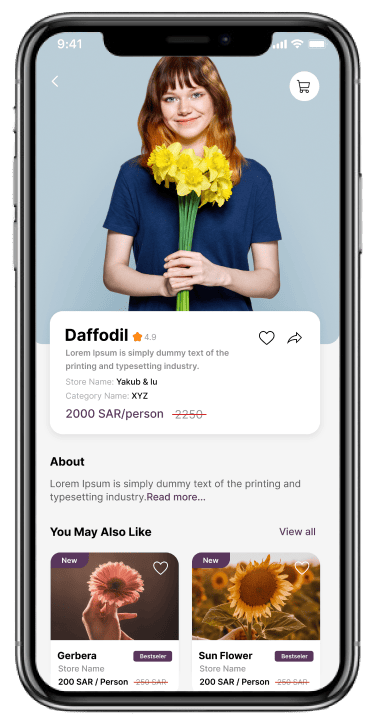 9:41
Daffodil 4.9
Lorem Ipsum is simply dummy text of the
printing and typesetting industry.
Store Name: Yakub & lu
Category Name: XYZ
2000 SAR/person 2250
About
Lorem Ipsum is simply dummy text of the printing and
typesetting industry.Read more...
You May Also Like View all
New
New
Gerbera Bestseler
Store Name
200 SAR / Person 250 SAR
Sun Flower Bestseler
Store Name
200 SAR / Person 250 SAR